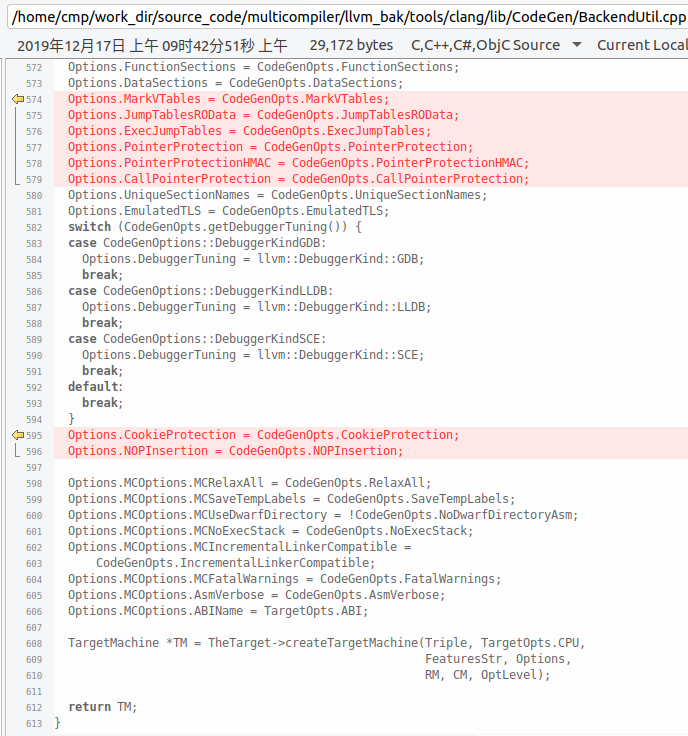 /home/cmp/work_dir/source_code/multicompiler/llvm_bak/tools/clang/lib/CodeGen/BackendUtil.cpp
2019年12月17日 上午 09时42分51秒 上午 29,172 bytes C,C++,C#,ObjC Source Current Local
572 Options.FunctionSections = CodeGenOpts.FunctionSections;
573 Options.DataSections = CodeGenOpts.DataSections;
574 Options.MarkVTables = CodeGenOpts.MarkVTables;
575 Options.JumpTablesROData = CodeGenOpts.JumpTablesROData;
576 Options.ExecJumpTables = CodeGenOpts.ExecJumpTables;
577 Options.PointerProtection = CodeGenOpts.PointerProtection;
578 Options.PointerProtectionHMAC = CodeGenOpts.PointerProtectionHMAC;
579 Options.CallPointerProtection = CodeGenOpts.CallPointerProtection;
580 Options.UniqueSectionNames = CodeGenOpts.UniqueSectionNames;
581 Options.EmulatedTLS = CodeGenOpts.EmulatedTLS;
582 switch (CodeGenOpts.getDebuggerTuning()) {
583 case CodeGenOptions::DebuggerKindGDB:
584 Options.DebuggerTuning = llvm::DebuggerKind::GDB;
585 break;
586 case CodeGenOptions::DebuggerKindLLDB:
587 Options.DebuggerTuning = llvm::DebuggerKind::LLDB;
588 break;
589 case CodeGenOptions::DebuggerKindSCE:
590 Options.DebuggerTuning = llvm::DebuggerKind::SCE;
591 break;
592 default:
593 break;
594 }
595 Options.CookieProtection = CodeGenOpts.CookieProtection;
596 Options.NOPInsertion = CodeGenOpts.NOPInsertion;
597
598 Options.MCOptions.MCRelaxAll = CodeGenOpts.RelaxAll;
599 Options.MCOptions.MCSaveTempLabels = CodeGenOpts.SaveTempLabels;
600 Options.MCOptions.MCUseDwarfDirectory = !CodeGenOpts.NoDwarfDirectoryAsm;
601 Options.MCOptions.MCNoExecStack = CodeGenOpts.NoExecStack;
602 Options.MCOptions.MCIncrementalLinkerCompatible =
603 CodeGenOpts.IncrementalLinkerCompatible;
604 Options.MCOptions.MCFatalWarnings = CodeGenOpts.FatalWarnings;
605 Options.MCOptions.AsmVerbose = CodeGenOpts.AsmVerbose;
606 Options.MCOptions.ABIName = TargetOpts.ABI;
607
608 TargetMachine *TM = TheTarget->createTargetMachine(Triple, TargetOpts.CPU,
609 FeaturesStr, Options,
610 RM, CM, OptLevel);
611
612 return TM;
613 }